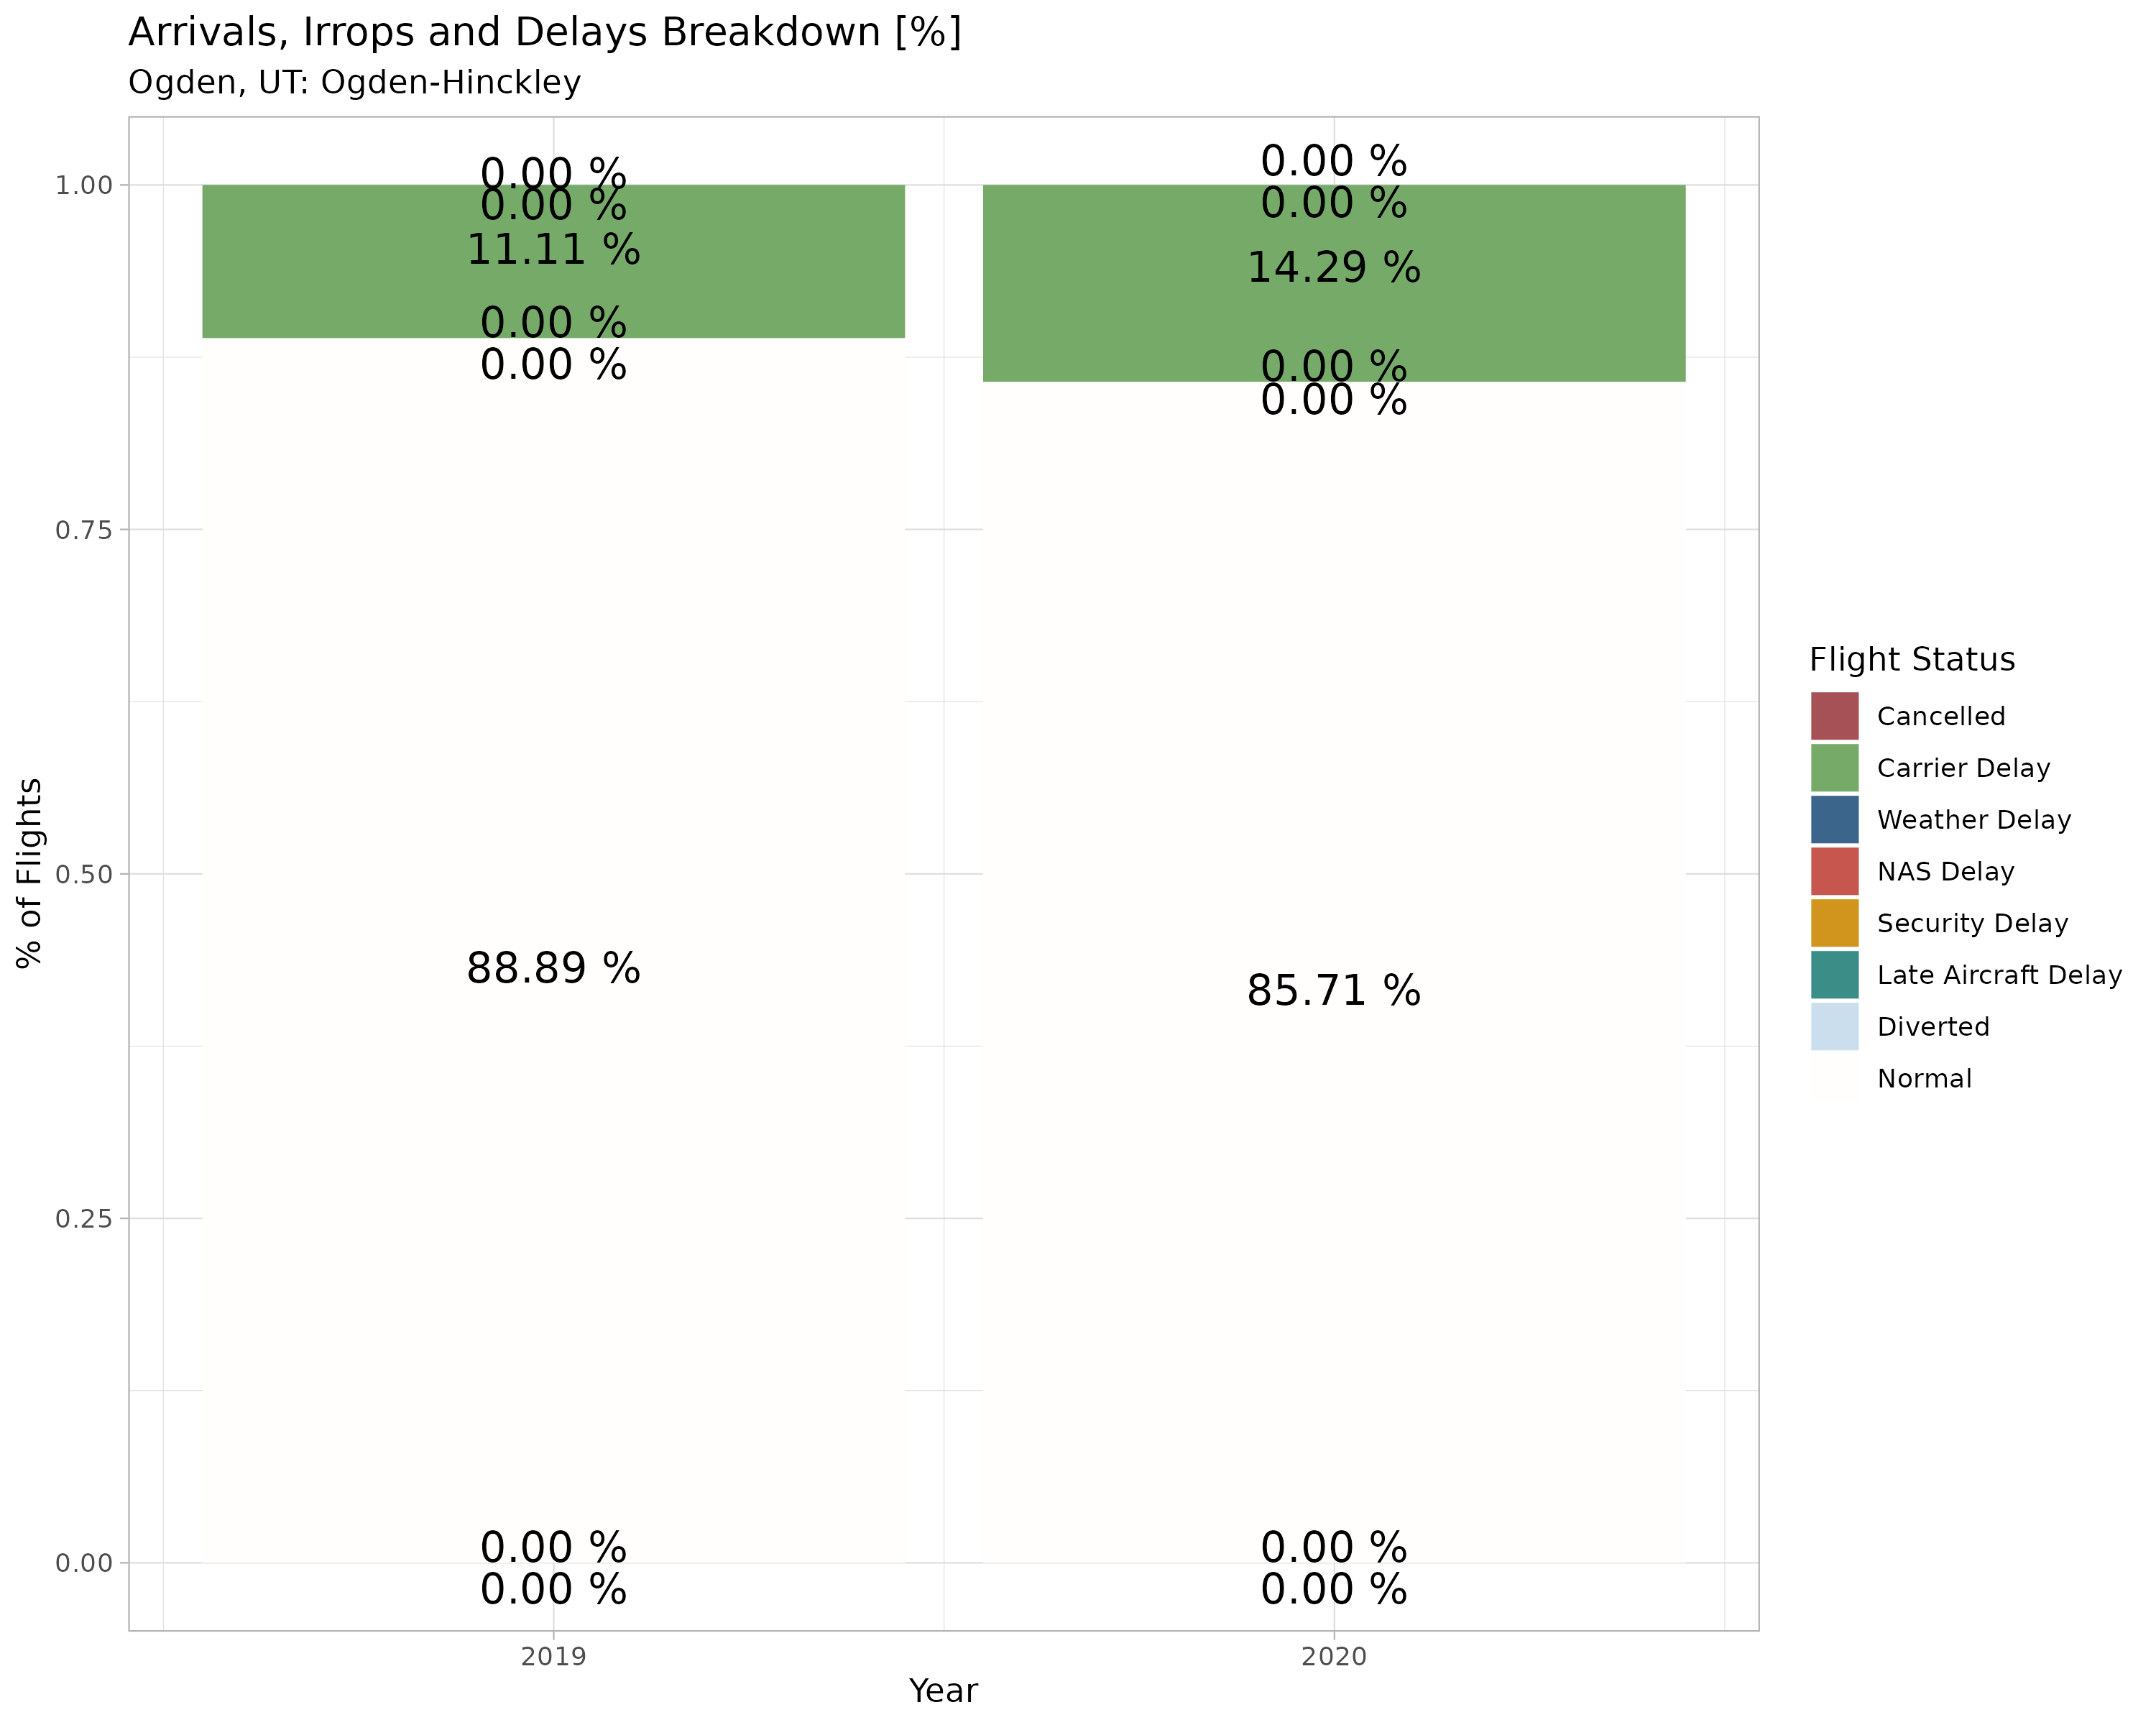 Arrivals, Irrops and Delays Breakdown [%]
Ogden, UT: Ogden-Hinckley
% of Flights
1.00
0.75
0.50
0.25
0.00
0.00 %
0.00 %
11.11 %
0.00 %
0.00 %
88.89 %
0.00 %
0.00 %
0.00 %
0.00 %
14.29 %
0.00 %
0.00 %
85.71 %
0.00 %
0.00 %
2019
2020
Year
Flight Status
Cancelled
Carrier Delay
Weather Delay
NAS Delay
Security Delay
Late Aircraft Delay
Diverted
Normal